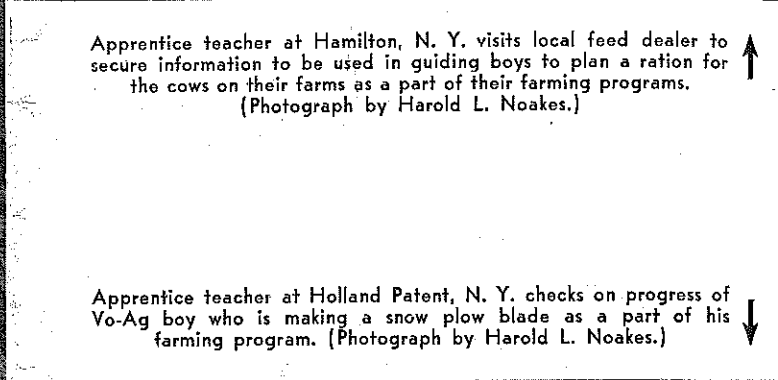 Apprentice teacher at Hamilton, N. Y. visits local feed dealer to
secure information to be used in guiding boys to plan a ration for
the cows on their farms as a part of their farming programs.
(Photograph by Harold L. Noakes.)
Apprentice teacher at Holland Patent, N. Y. checks on progress of
Vo-Ag boy who is making a snow plow blade as a part of his
farming program. (Photograph by Harold L. Noakes.)